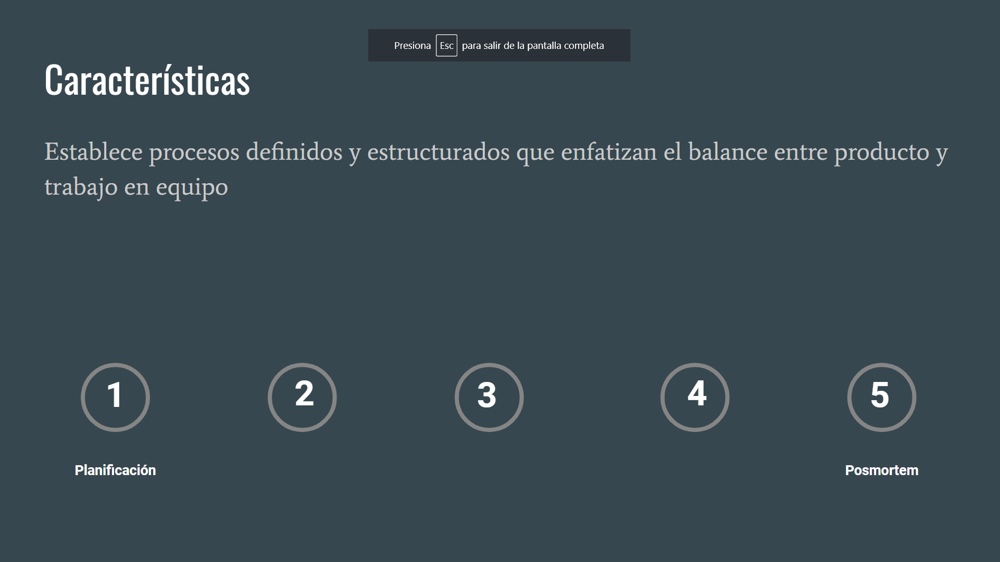 Presiona Esc para salir de la pantalla completa
Características
Establece procesos definidos y estructurados que enfatizan el balance entre producto y
trabajo en equipo
1 2 3 4 5
Planificación Posmortem